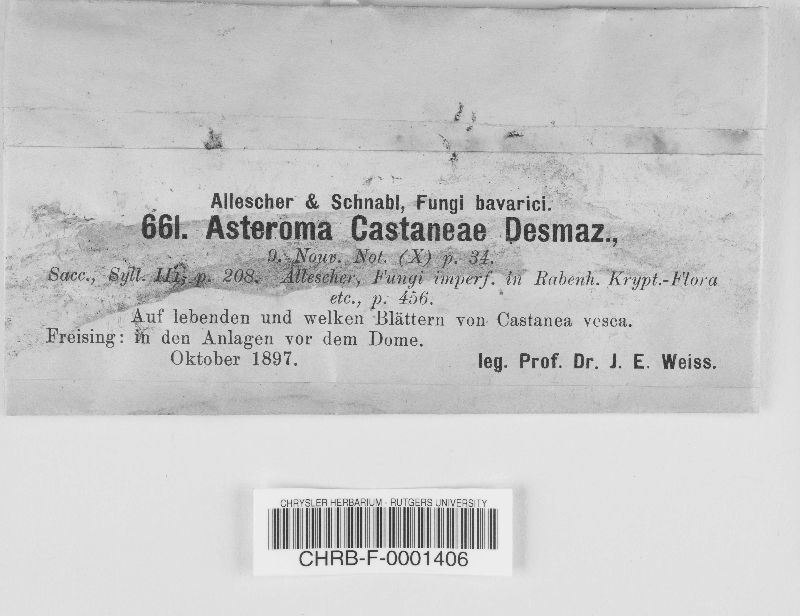 Allescher & Schnabl, Fungi bavarici.
661. Asteroma Castaneae Desmaz.,
9. Nouv. Not. (X) p. 34.
Sacc., Syll. III, p. 208. Allescher, Fungi imperf. in Rabenh. Krypt.-Flora
etc., p. 456.
Auf lebenden und welken Blättern von Castanea vesca.
Freising: in den Anlagen vor dem Dome.
Oktober 1897.
leg. Prof. Dr. J. E. Weiss.
CHRYSLER HERBARIUM - RUTGERS UNIVERSITY
CHRB-F-0001406